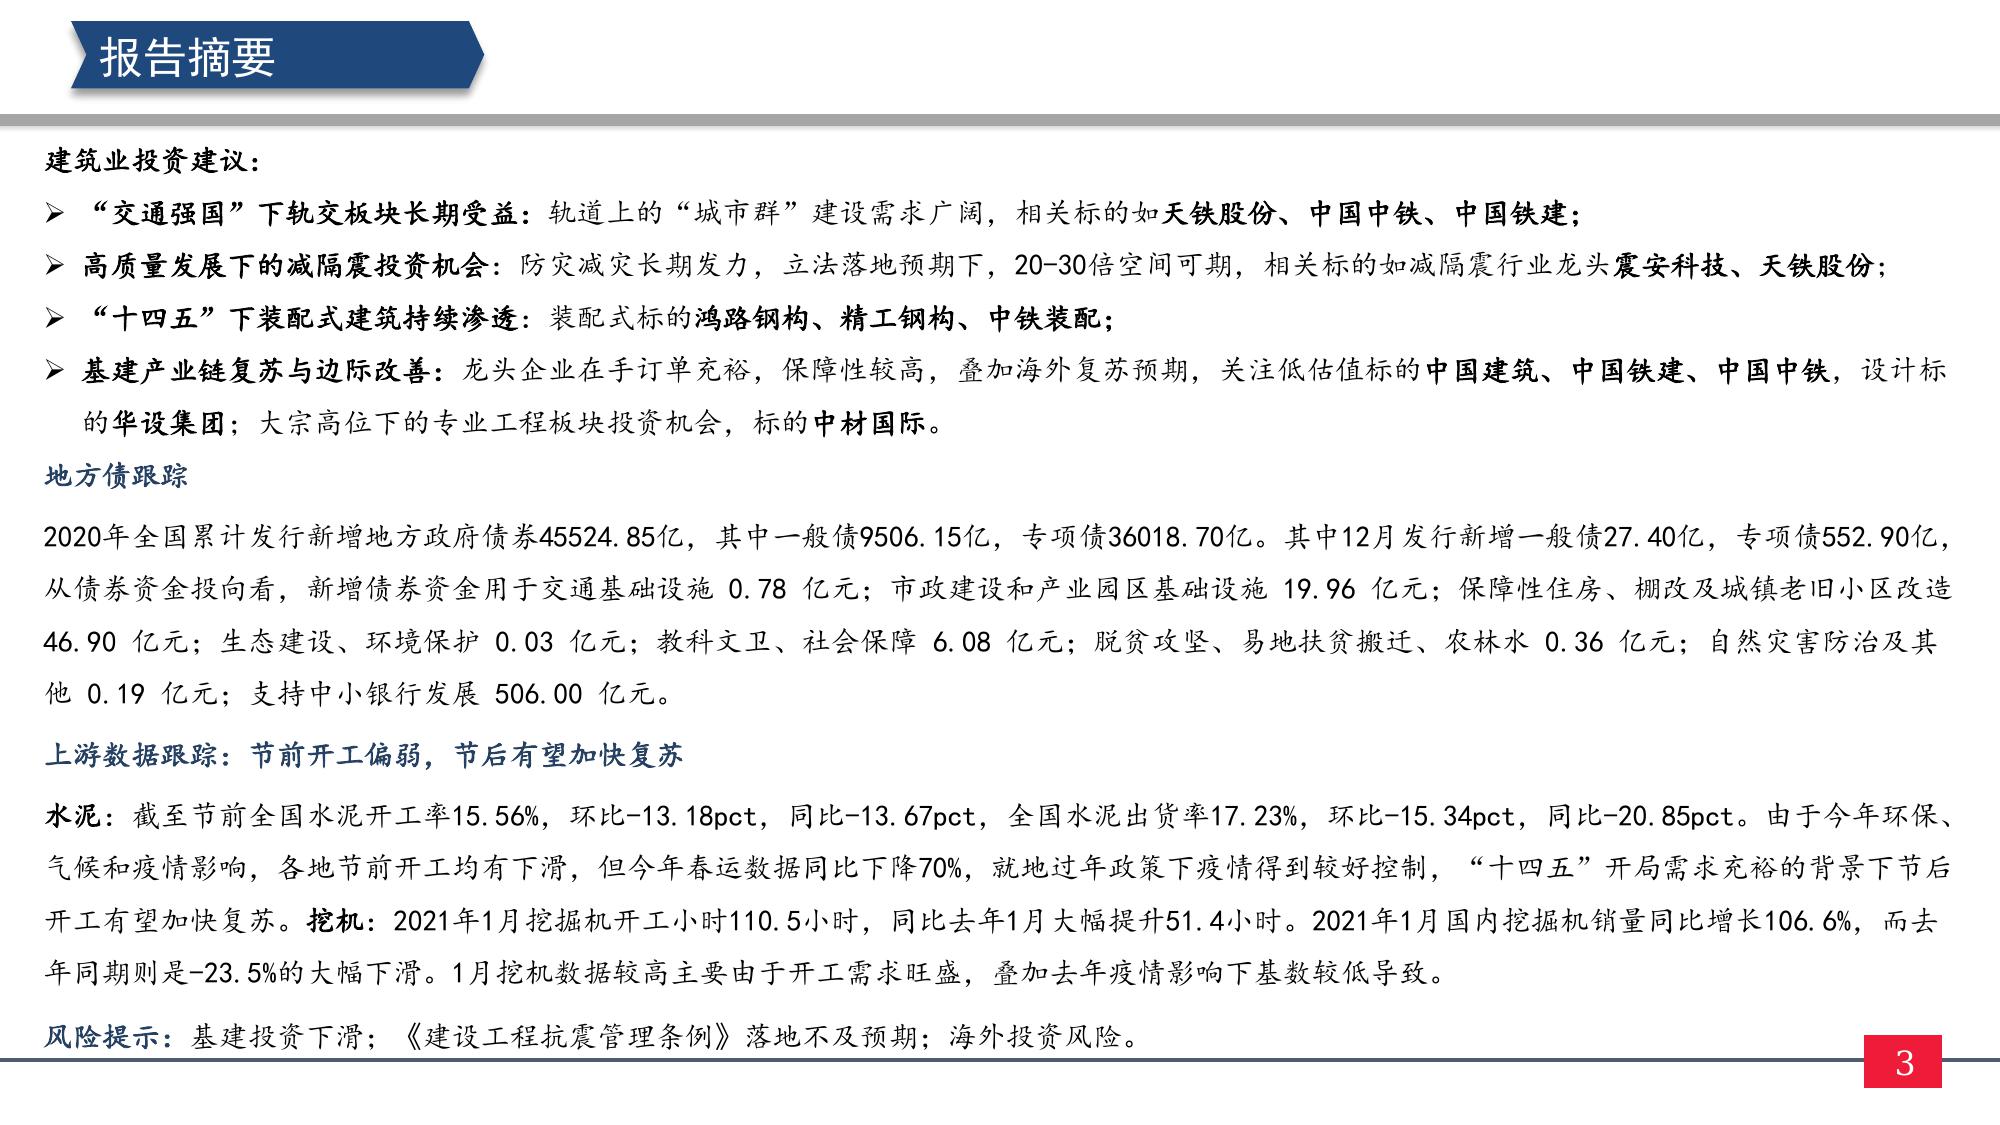 报告摘要
建筑业投资建议：
➢ “交通强国”下轨交板块长期受益：轨道上的“城市群”建设需求广阔，相关标的如天铁股份、中国中铁、中国铁建；
➢ 高质量发展下的减隔震投资机会：防灾减灾长期发力，立法落地预期下，20-30倍空间可期，相关标的如减隔震行业龙头震安科技、天铁股份；
➢ “十四五”下装配式建筑持续渗透：装配式标的鸿路钢构、精工钢构、中铁装配；
➢ 基建产业链复苏与边际改善：龙头企业在手订单充裕，保障性较高，叠加海外复苏预期，关注低估值标的中国建筑、中国铁建、中国中铁，设计标
的华设集团；大宗高位下的专业工程板块投资机会，标的中材国际。
地方债跟踪
2020年全国累计发行新增地方政府债券45524.85亿，其中一般债9506.15亿，专项债36018.70亿。其中12月发行新增一般债27.40亿，专项债552.90亿，
从债券资金投向看，新增债券资金用于交通基础设施 0.78 亿元；市政建设和产业园区基础设施 19.96 亿元；保障性住房、棚改及城镇老旧小区改造
46.90 亿元；生态建设、环境保护 0.03 亿元；教科文卫、社会保障 6.08 亿元；脱贫攻坚、易地扶贫搬迁、农林水 0.36 亿元；自然灾害防治及其
他 0.19 亿元；支持中小银行发展 506.00 亿元。
上游数据跟踪：节前开工偏弱，节后有望加快复苏
水泥：截至节前全国水泥开工率15.56%，环比-13.18pct，同比-13.67pct，全国水泥出货率17.23%，环比-15.34pct，同比-20.85pct。由于今年环保、
气候和疫情影响，各地节前开工均有下滑，但今年春运数据同比下降70%，就地过年政策下疫情得到较好控制，“十四五”开局需求充裕的背景下节后
开工有望加快复苏。挖机：2021年1月挖掘机开工小时110.5小时，同比去年1月大幅提升51.4小时。2021年1月国内挖掘机销量同比增长106.6%，而去
年同期则是-23.5%的大幅下滑。1月挖机数据较高主要由于开工需求旺盛，叠加去年疫情影响下基数较低导致。
风险提示：基建投资下滑；《建设工程抗震管理条例》落地不及预期；海外投资风险。
3